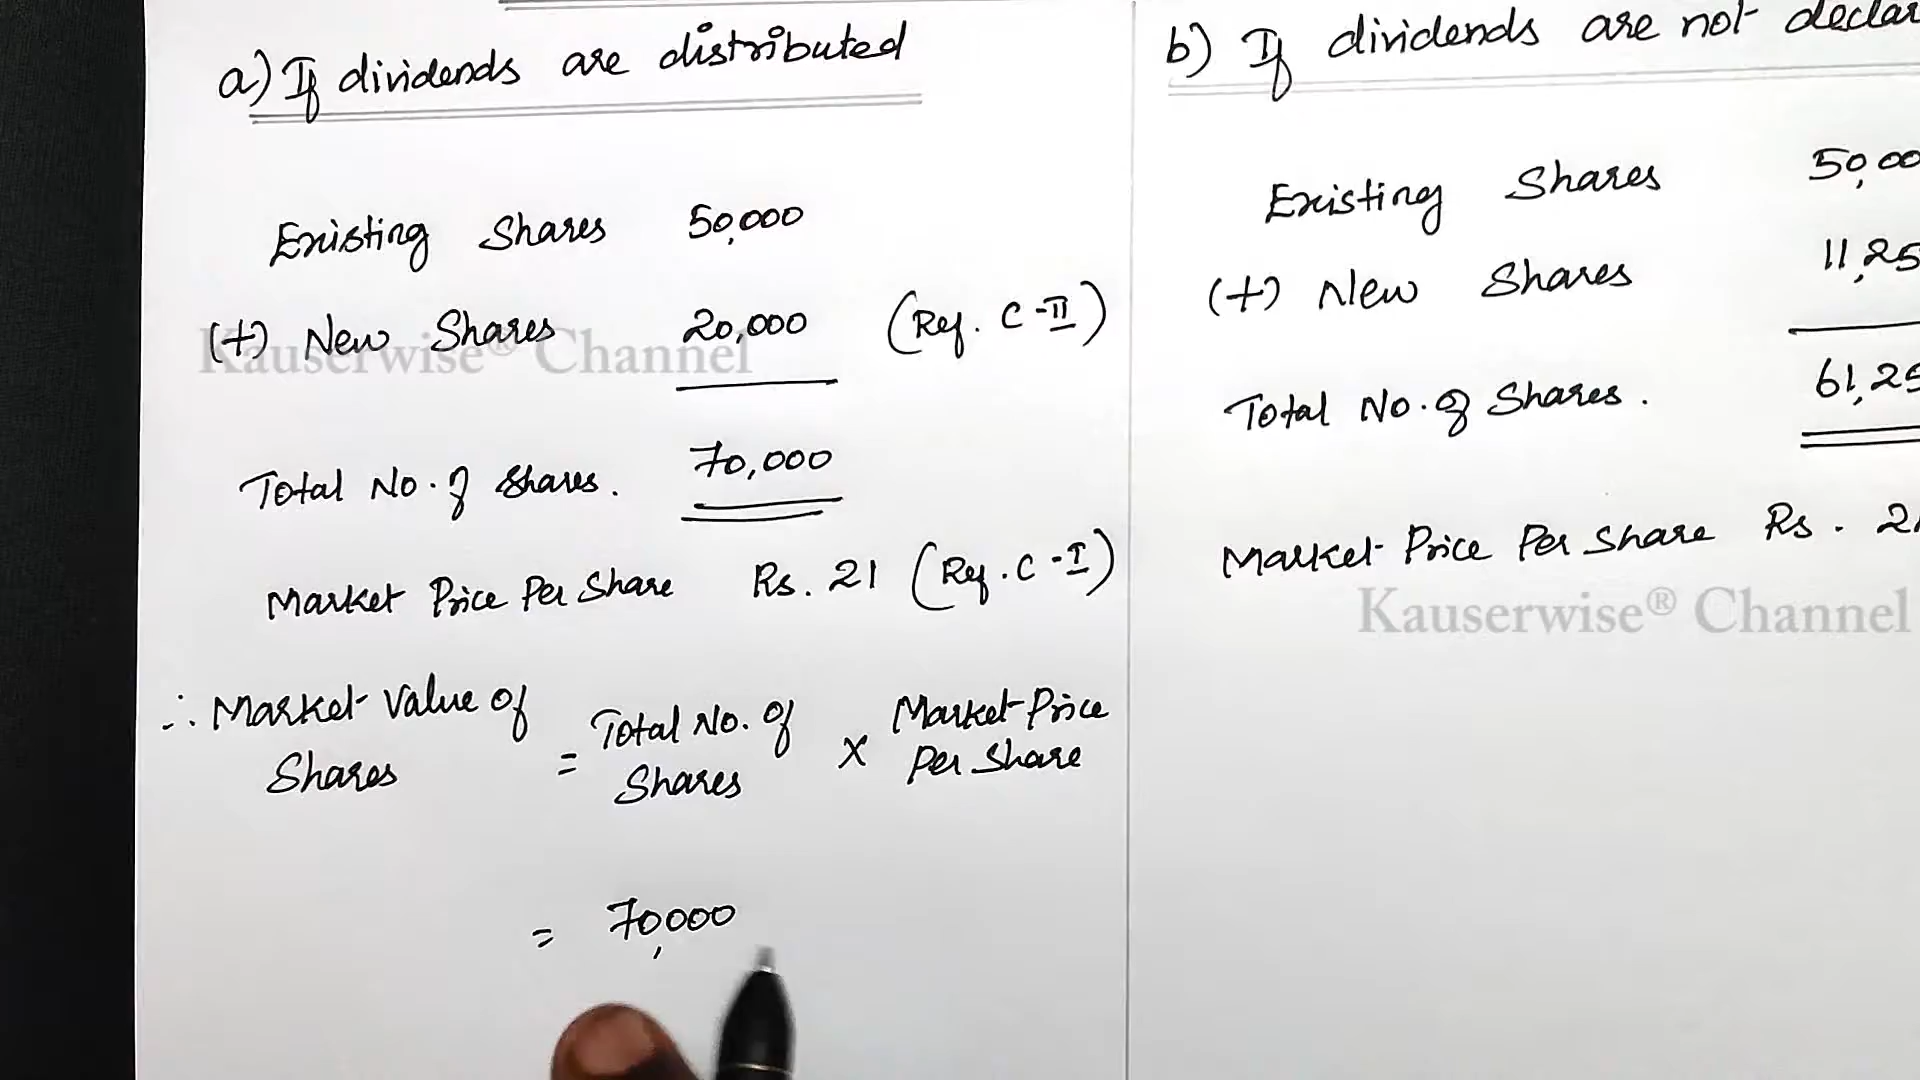 a) If dividends are distributed
Existing Shares 50,000
(+) New Shares 20,000 (Ref. C-II)
Total No. of Shares. 70,000
Market Price Per Share Rs. 21 (Ref. C-I)
∴ Market Value of Shares = Total No. of Shares X Market Price Per Share
= 70,000
b) If dividends are not
Existing Shares
(+) New Shares
Total No. of Shares.
Market Price Per Share Rs.
Kauserwise® Channel
Kauserwise® Channel